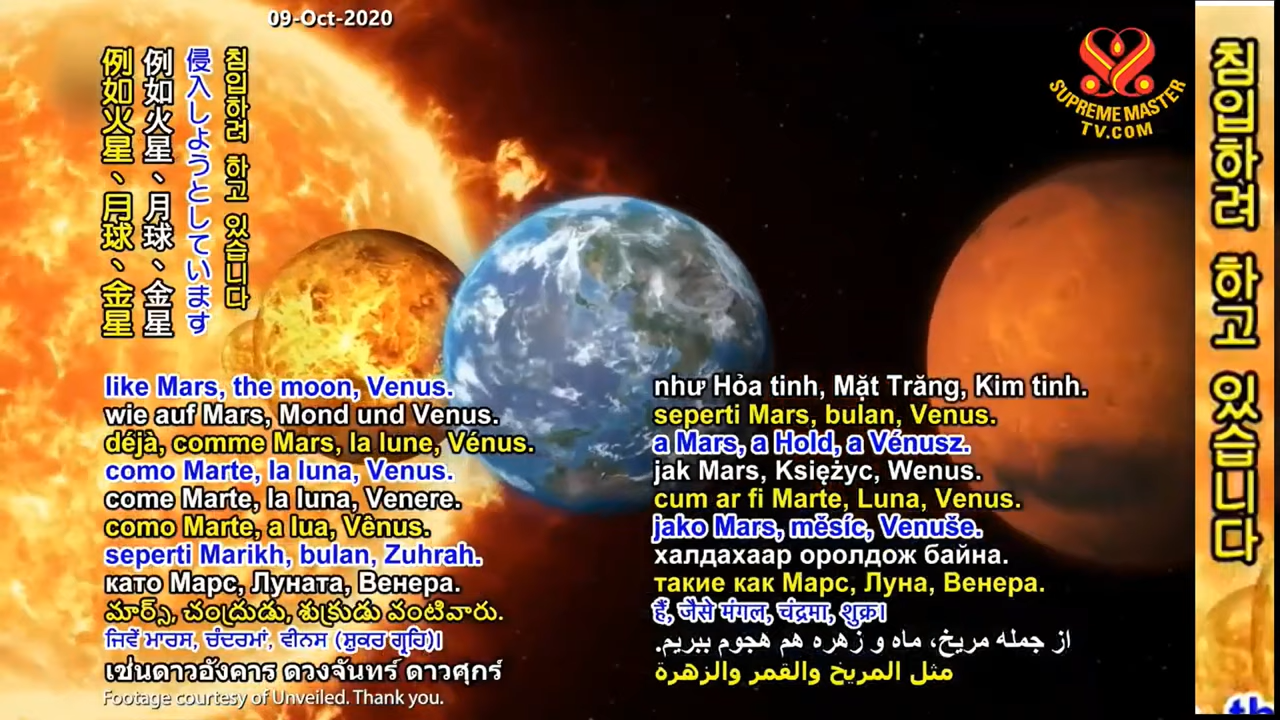 09-Oct-2020
SUPREME MASTER
TV.COM
침입하려 하고 있습니다
侵入しようとしています
例如火星、月球、金星
例如火星、月球、金星
like Mars, the moon, Venus.
wie auf Mars, Mond und Venus.
déjà, comme Mars, la lune, Vénus.
como Marte, la luna, Venus.
come Marte, la luna, Venere.
como Marte, a lua, Vênus.
seperti Marikh, bulan, Zuhrah.
като Марс, Луната, Венера.
మార్స్, చంద్రుడు, శుక్రుడు వంటివారు.
ਜਿਵੇਂ ਮਾਰਸ, ਚੰਦਰਮਾਂ, ਵੀਨਸ (ਸ਼ੁਕਰ ਗ੍ਰਹਿ)।
เช่นดาวอังคาร ดวงจันทร์ ดาวศุกร์
Footage courtesy of Unveiled. Thank you.
như Hỏa tinh, Mặt Trăng, Kim tinh.
seperti Mars, bulan, Venus.
a Mars, a Hold, a Vénusz.
jak Mars, Księżyc, Wenus.
cum ar fi Marte, Luna, Venus.
jako Mars, měsíc, Venuše.
халдахаар оролдож байна.
такие как Марс, Луна, Венера.
हैं, जैसे मंगल, चंद्रमा, शुक्र।
از جمله مریخ، ماه و زهره هم هجوم ببریم.
مثل المريخ والقمر والزهرة
침입하려 하고 있습니다
th